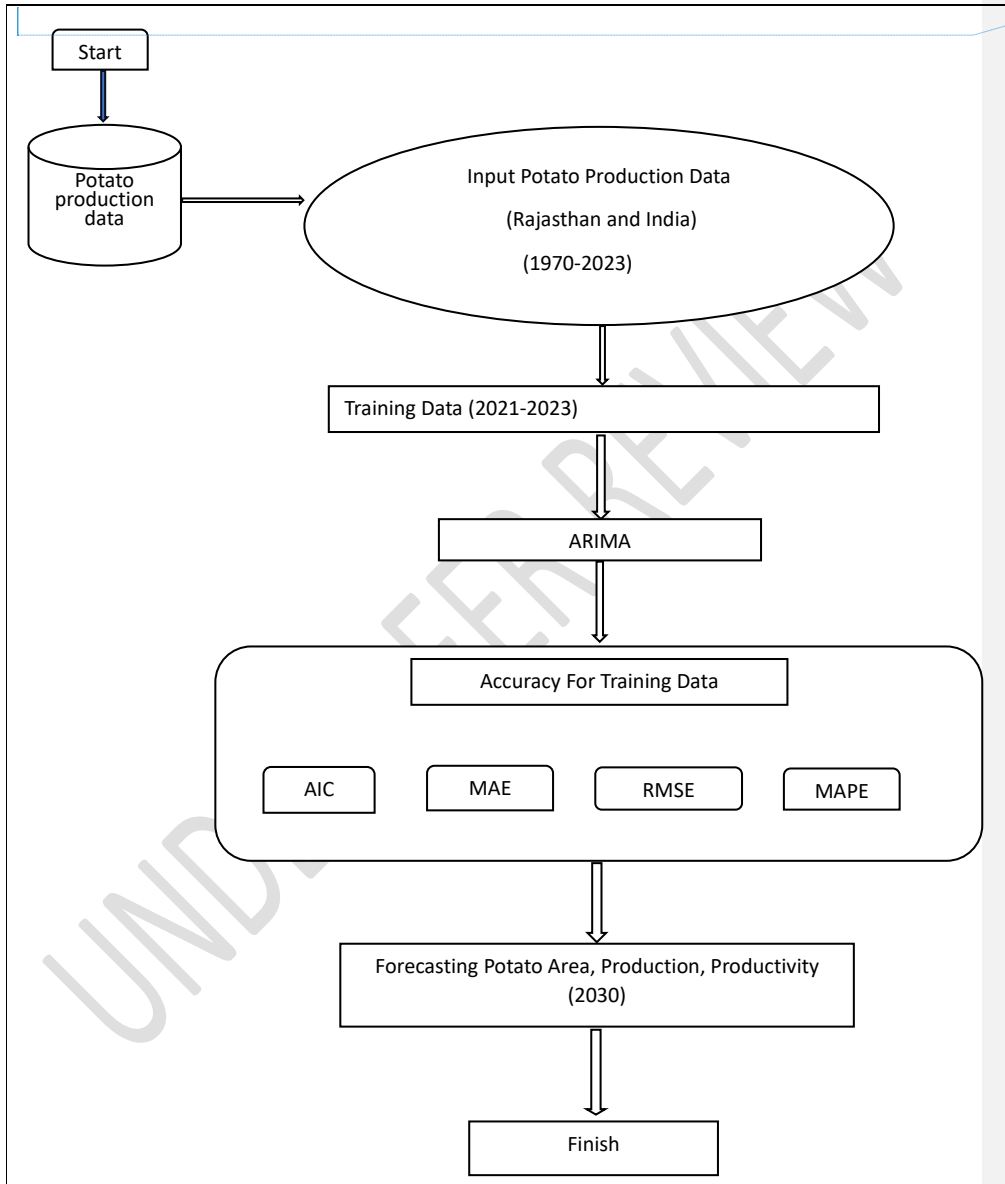 Start
Potato
production
data
Input Potato Production Data
(Rajasthan and India)
(1970-2023)
Training Data (2021-2023)
ARIMA
Accuracy For Training Data
AIC
MAE
RMSE
MAPE
Forecasting Potato Area, Production, Productivity
(2030)
Finish
UNDER PEER REVIEW